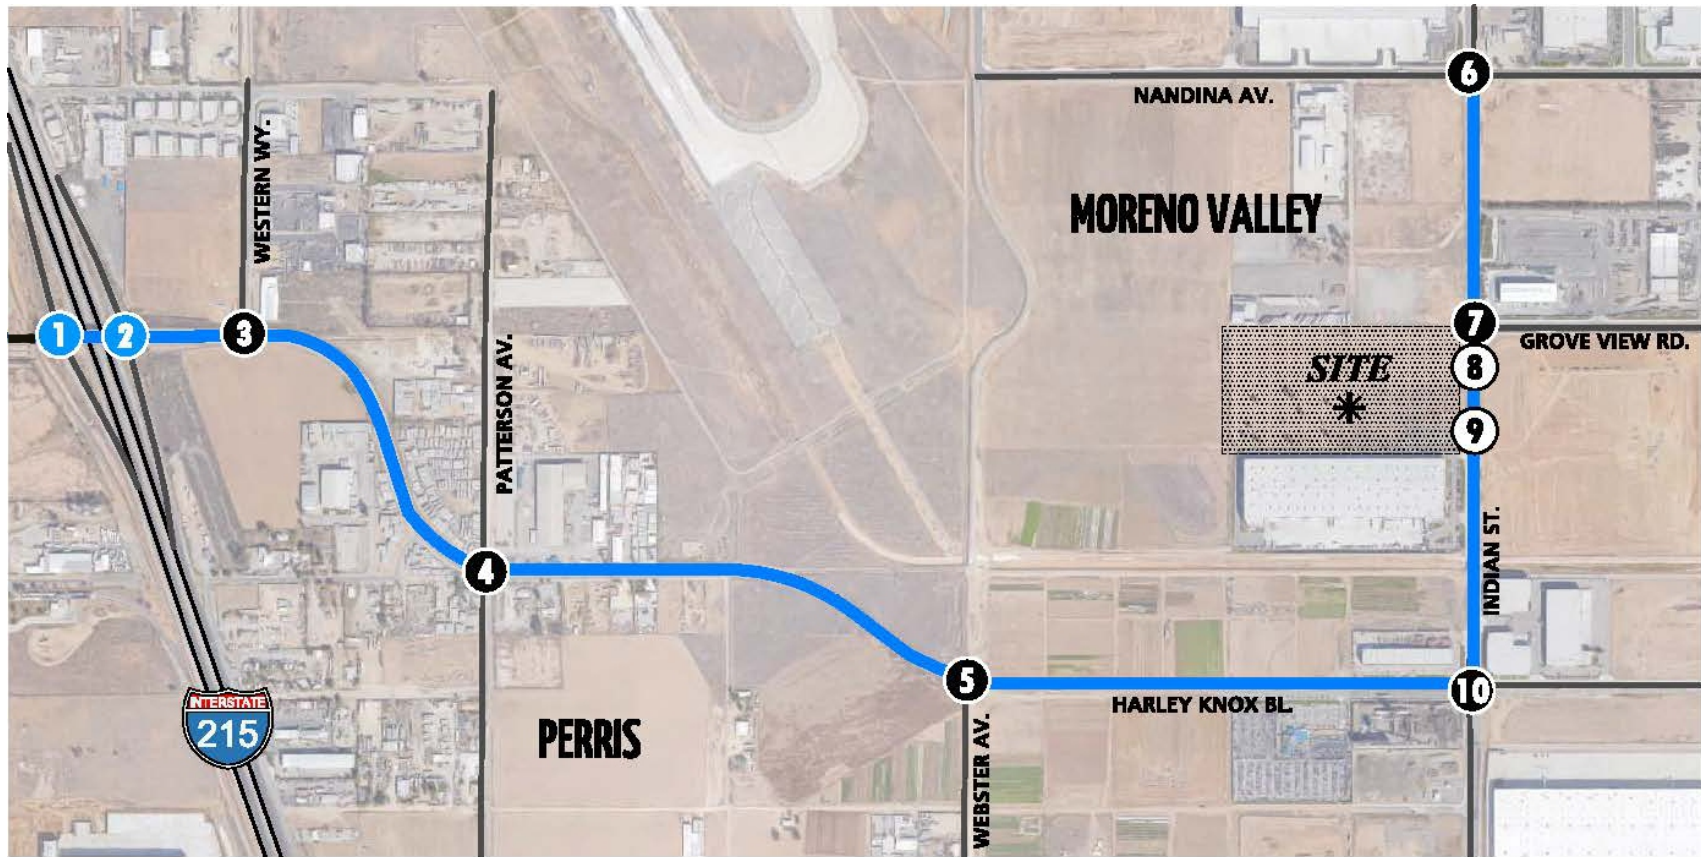 6
NANDINA AV.
WESTERN WY.
MORENO VALLEY
1
2
3
7
GROVE VIEW RD.
SITE
8
PATTERSON AV.
9
INDIAN ST.
4
5
10
HARLEY KNOX BL.
INTERSTATE
215
PERRIS
WEBSTER AV.